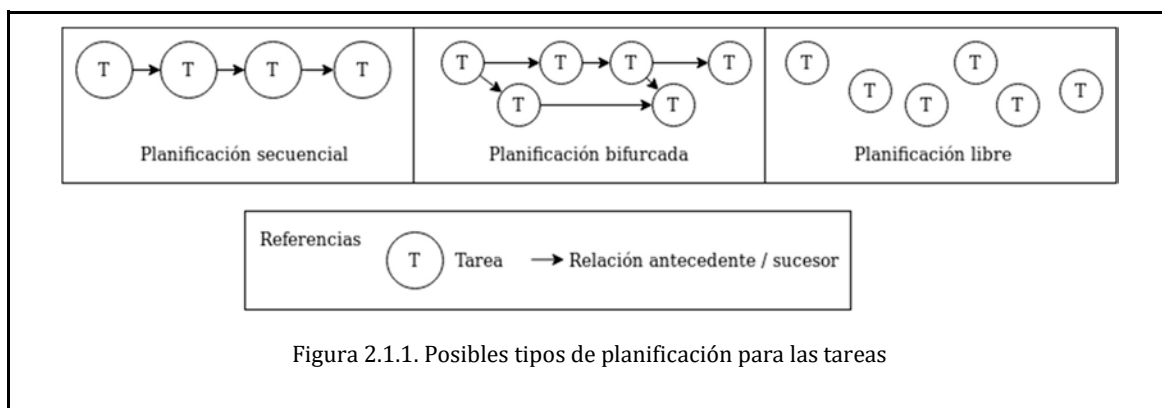 T T T T
Planificación secuencial
T T T T
T T
Planificación bifurcada
T T
T T
T T
Planificación libre
Referencias
T Tarea Relación antecedente / sucesor
Figura 2.1.1. Posibles tipos de planificación para las tareas